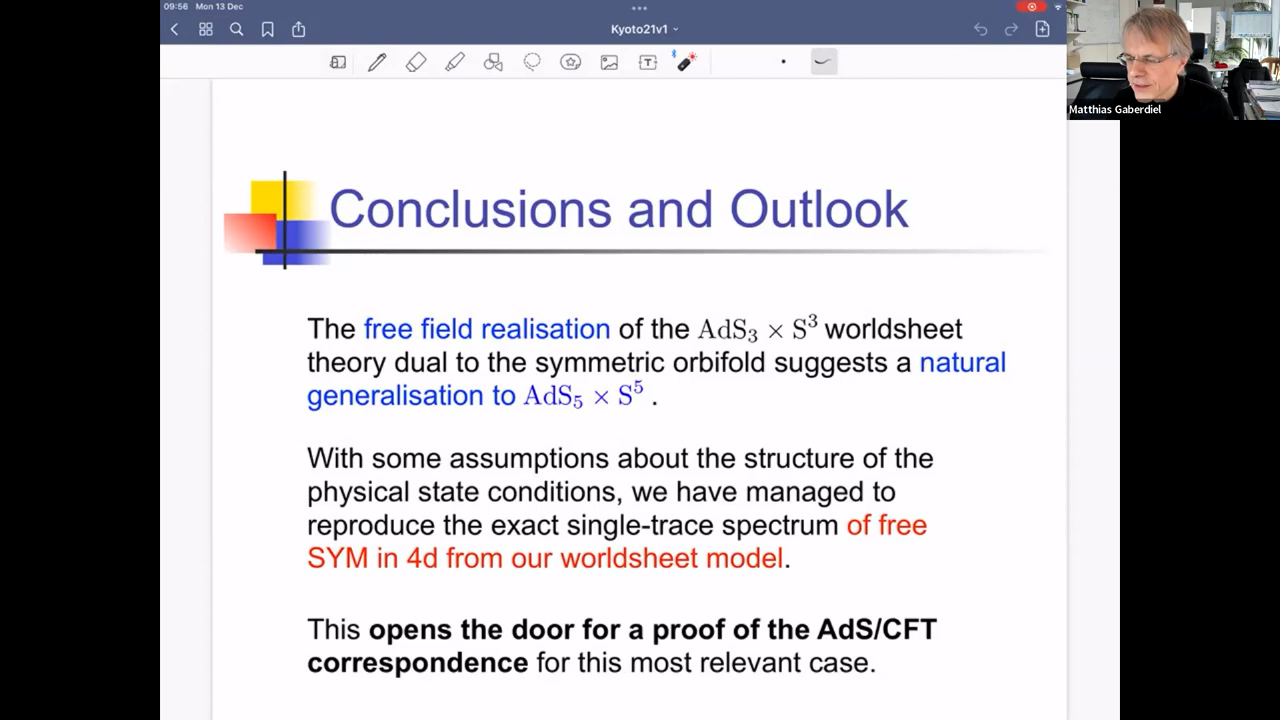 09:56 Mon 13 Dec
Kyoto21v1
T
Matthias Gaberdiel
Conclusions and Outlook
The free field realisation of the AdS₃ × S³ worldsheet
theory dual to the symmetric orbifold suggests a natural
generalisation to AdS₅ × S⁵ .
With some assumptions about the structure of the
physical state conditions, we have managed to
reproduce the exact single-trace spectrum of free
SYM in 4d from our worldsheet model.
This opens the door for a proof of the AdS/CFT
correspondence for this most relevant case.